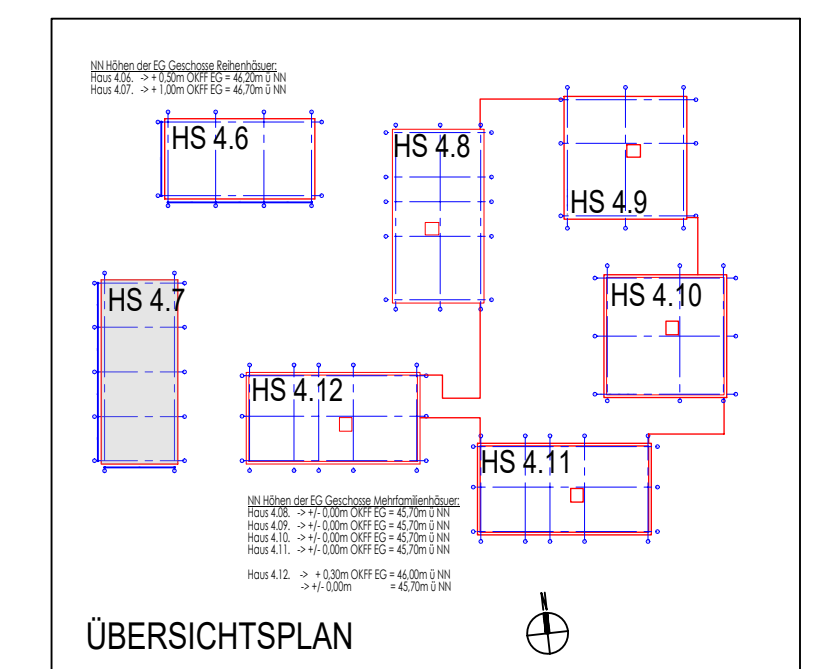 NN Höhen der EG Geschosse Reihenhäsuer:
Haus 4.06. -> + 0,50m OKFF EG = 46,20m ü NN
Haus 4.07. -> + 1,00m OKFF EG = 46,70m ü NN
HS 4.6
HS 4.8
HS 4.9
HS 4.7
HS 4.10
HS 4.12
HS 4.11
NN Höhen der EG Geschosse Mehrfamilienhäsuer:
Haus 4.08. -> +/- 0,00m OKFF EG = 45,70m ü NN
Haus 4.09. -> +/- 0,00m OKFF EG = 45,70m ü NN
Haus 4.10. -> +/- 0,00m OKFF EG = 45,70m ü NN
Haus 4.11. -> +/- 0,00m OKFF EG = 45,70m ü NN
Haus 4.12. -> + 0,30m OKFF EG = 46,00m ü NN
-> +/- 0,00m = 45,70m ü NN
ÜBERSICHTSPLAN
N